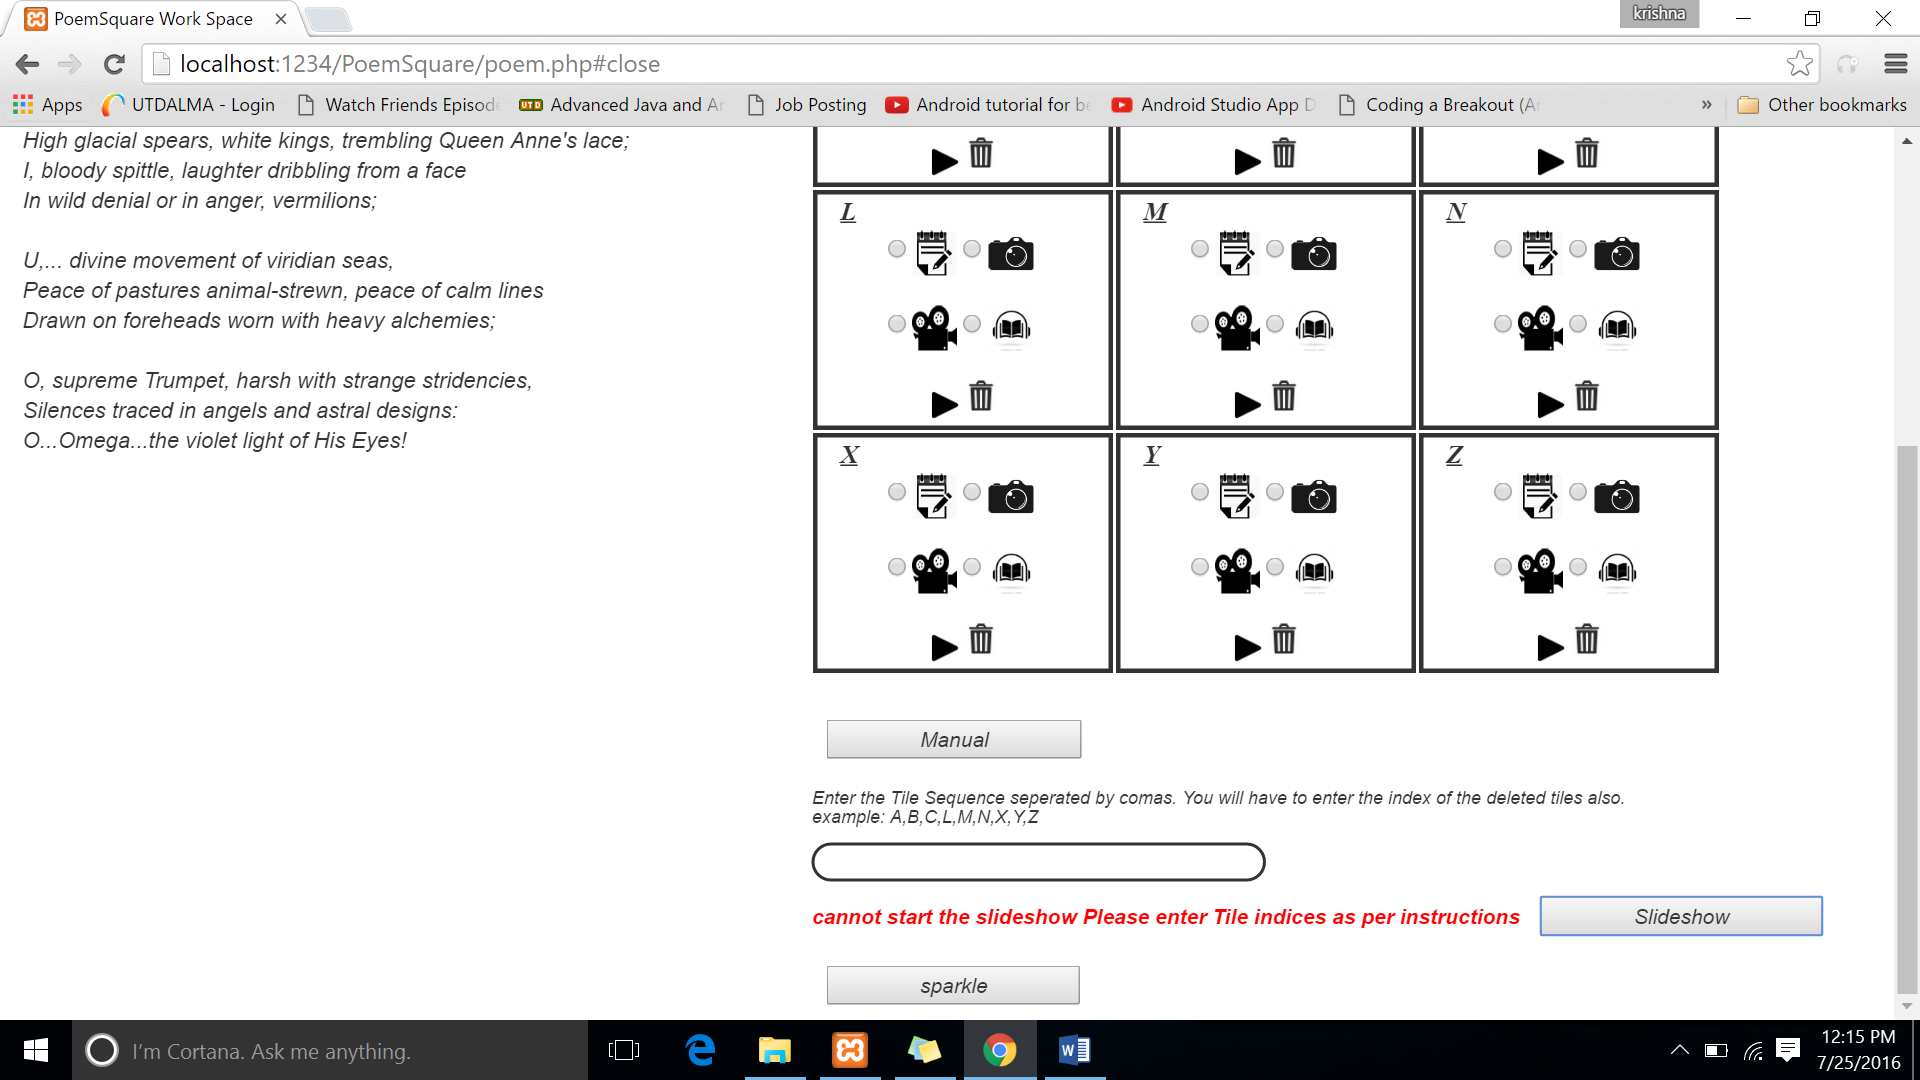 PoemSquare Work Space
krishna
localhost:1234/PoemSquare/poem.php#close
Apps
UTDALMA - Login
Watch Friends Episod
UTD
Advanced Java and Ar
Job Posting
Android tutorial for be
Android Studio App D
Coding a Breakout (Ar
»
Other bookmarks
High glacial spears, white kings, trembling Queen Anne's lace;
I, bloody spittle, laughter dribbling from a face
In wild denial or in anger, vermilions;
U,... divine movement of viridian seas,
Peace of pastures animal-strewn, peace of calm lines
Drawn on foreheads worn with heavy alchemies;
O, supreme Trumpet, harsh with strange stridencies,
Silences traced in angels and astral designs:
O...Omega...the violet light of His Eyes!
L
M
N
X
Y
Z
Manual
Enter the Tile Sequence seperated by comas. You will have to enter the index of the deleted tiles also.
example: A,B,C,L,M,N,X,Y,Z
cannot start the slideshow Please enter Tile indices as per instructions
Slideshow
sparkle
I'm Cortana. Ask me anything.
12:15 PM
7/25/2016